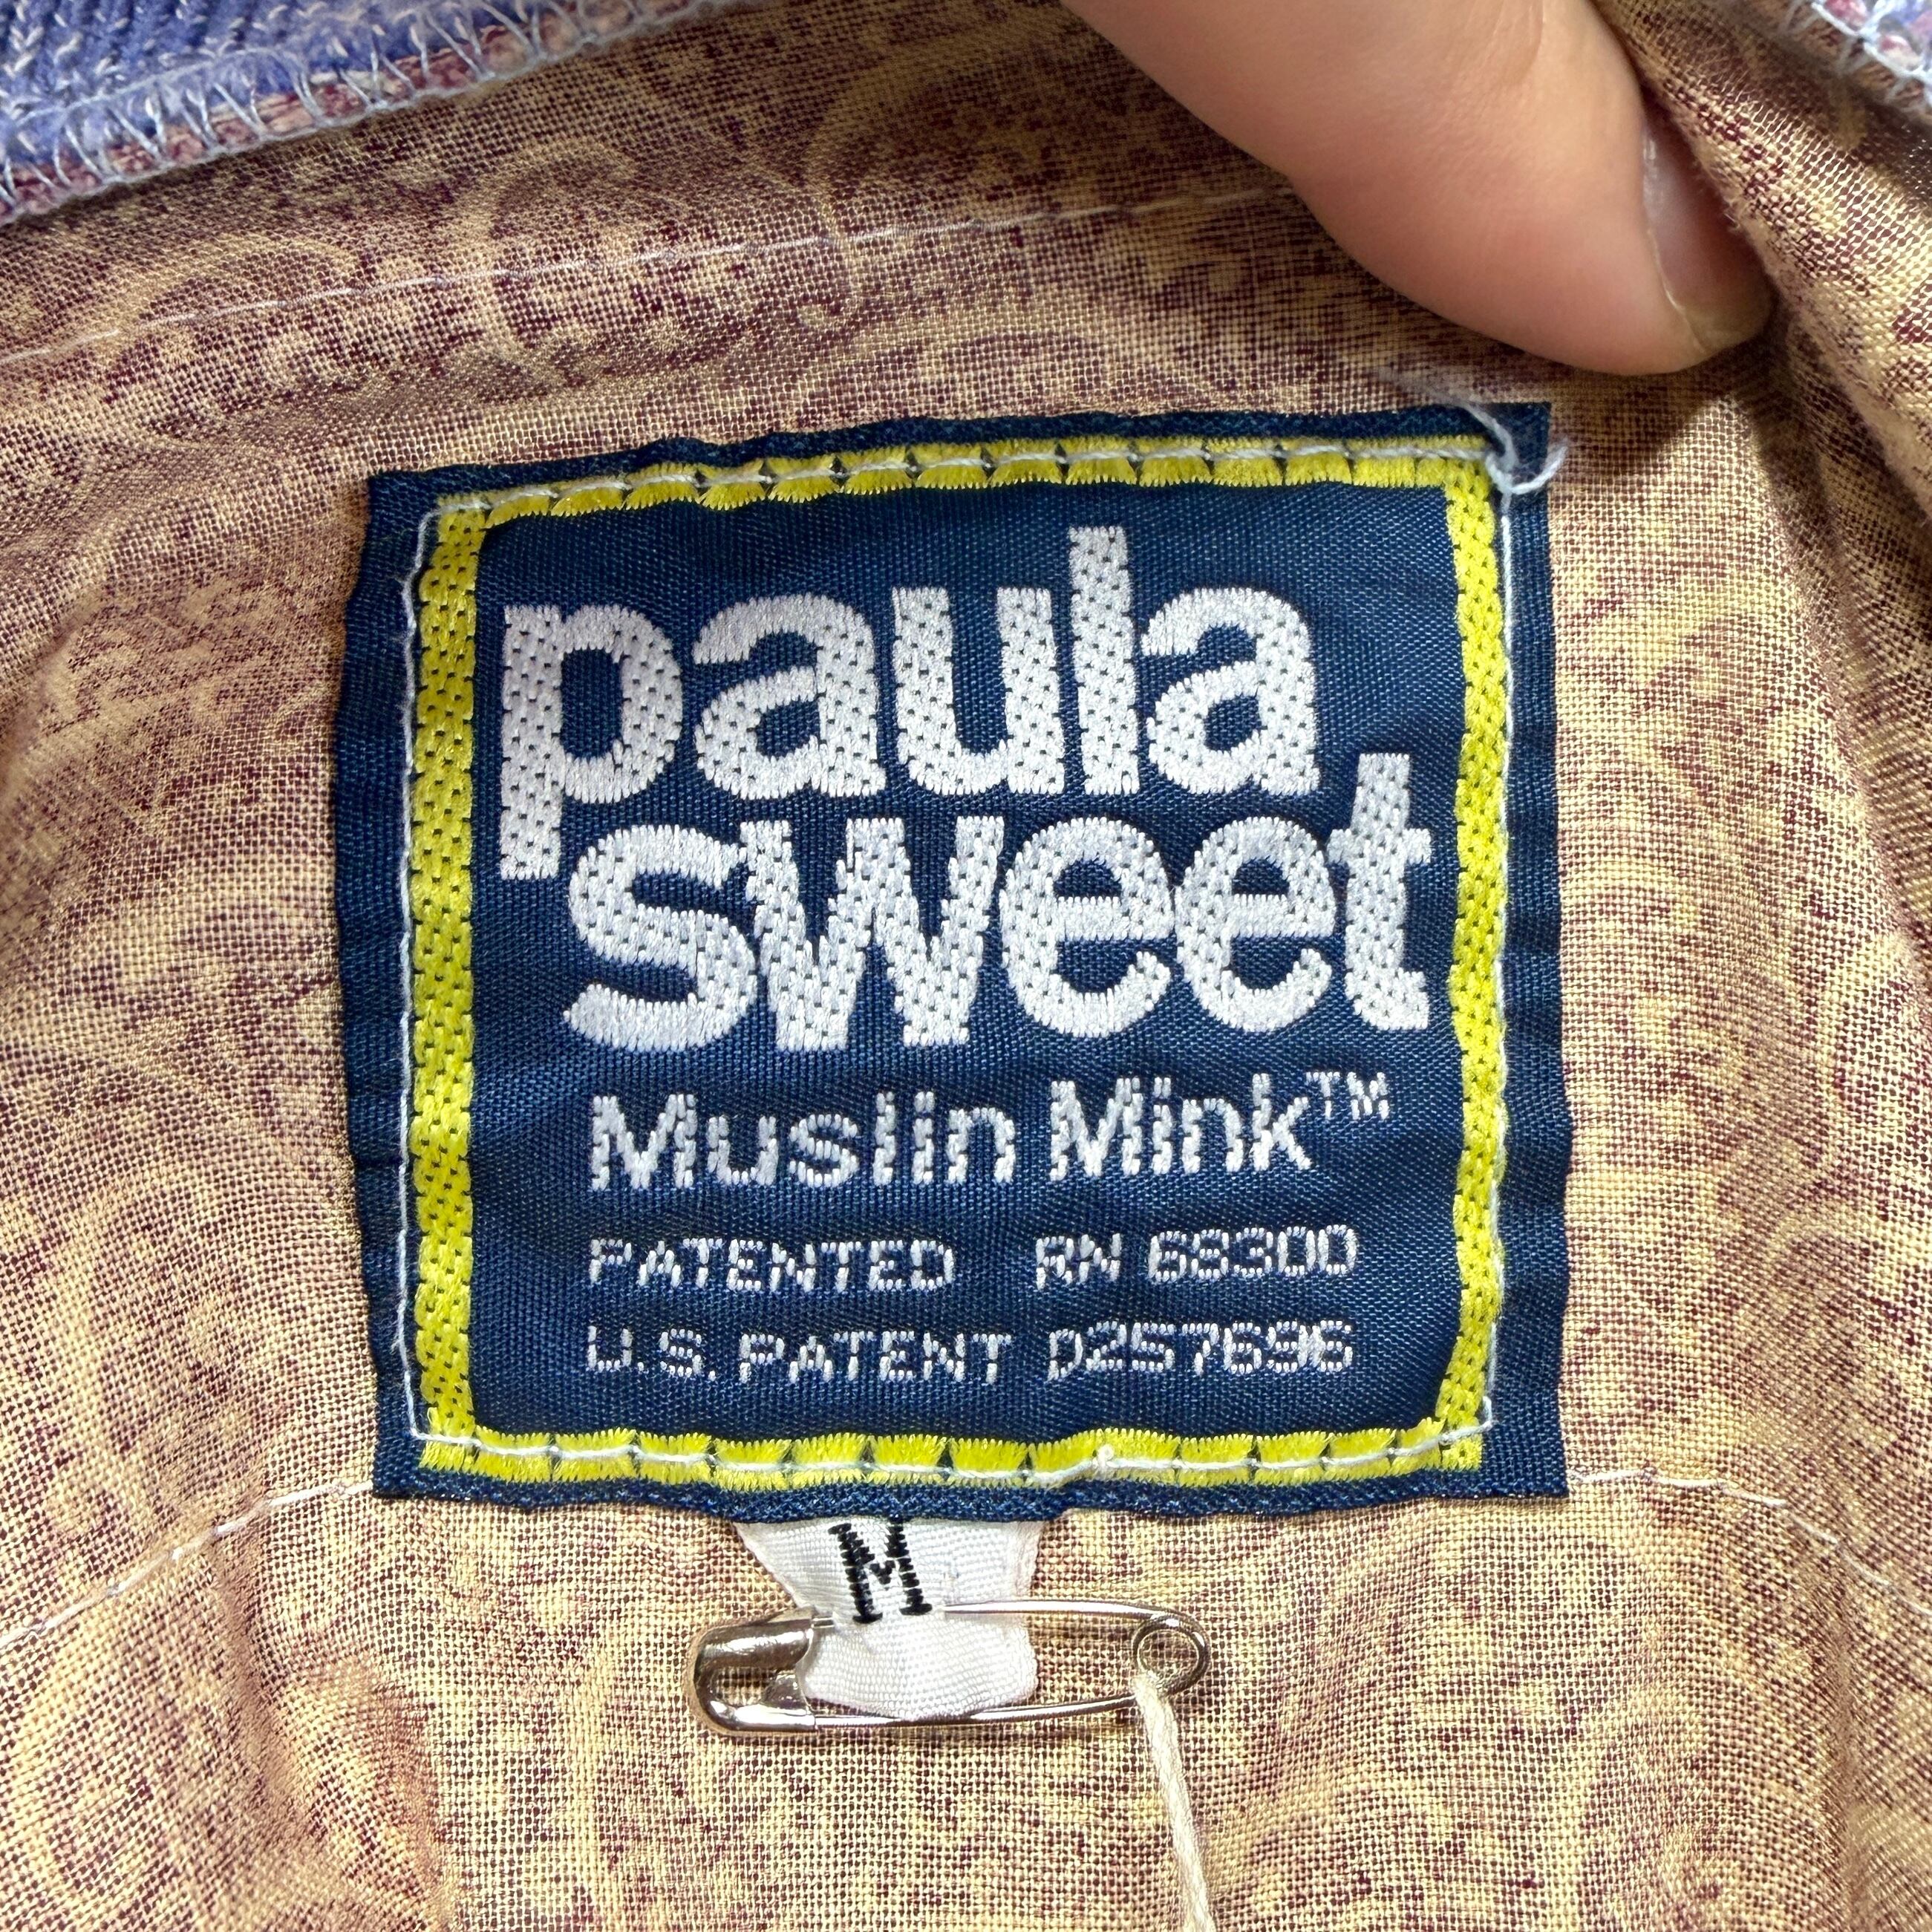 paula
sweet
Muslin Mink™
PATENTED RN 68300
U.S. PATENT D257696
M